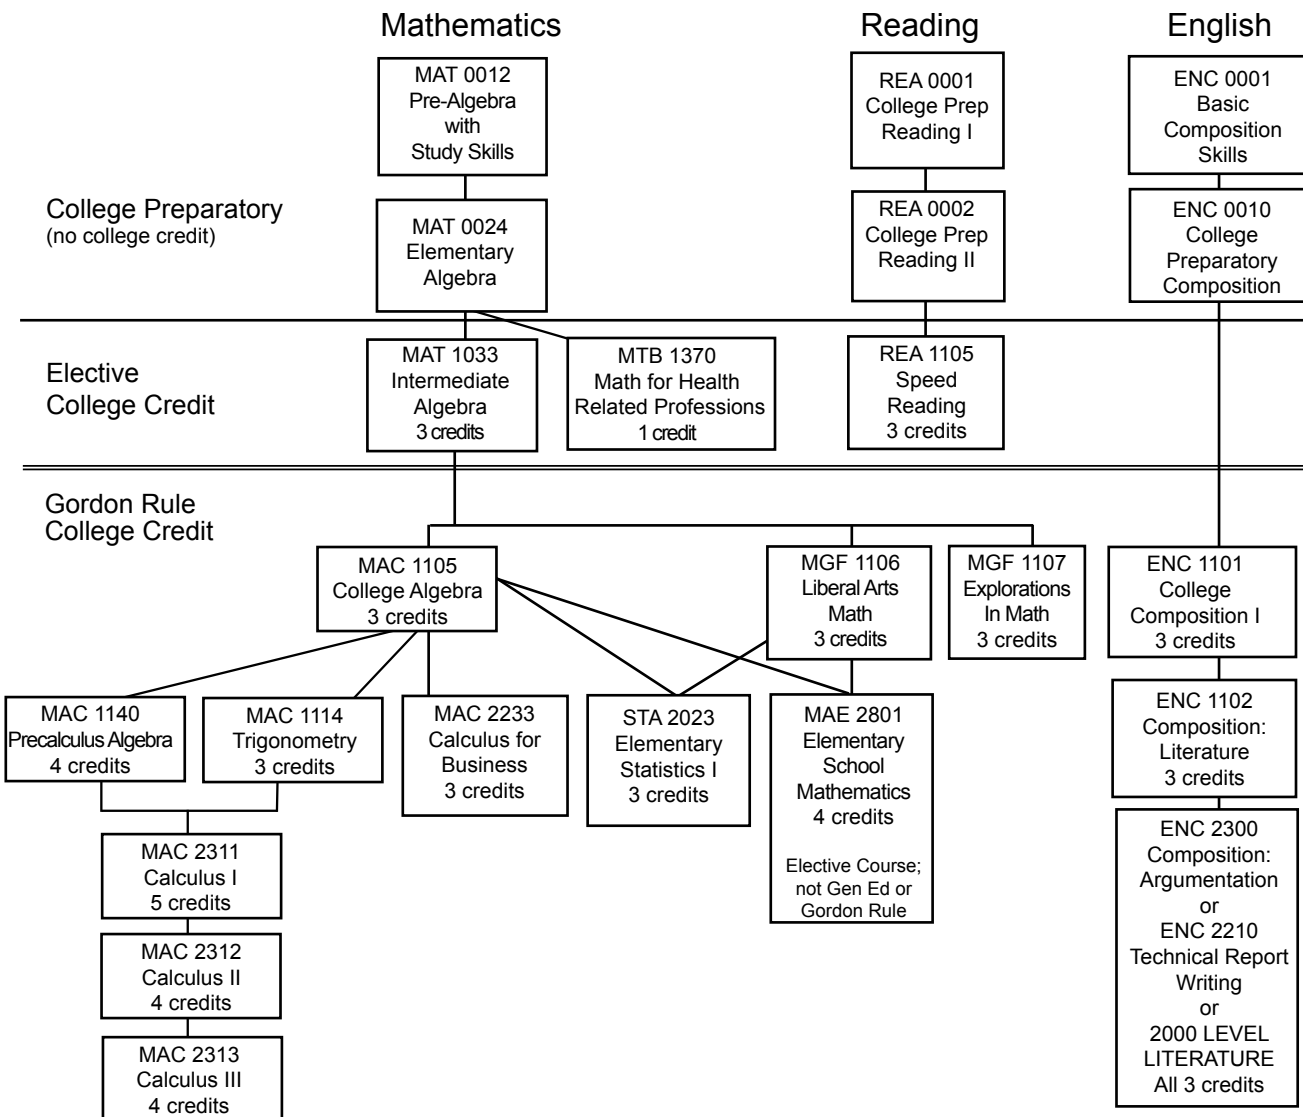 Mathematics
Reading
English
MAT 0012
Pre-Algebra
with
Study Skills
REA 0001
College Prep
Reading I
ENC 0001
Basic
Composition
Skills
College Preparatory
(no college credit)
MAT 0024
Elementary
Algebra
REA 0002
College Prep
Reading II
ENC 0010
College
Preparatory
Composition
Elective
College Credit
MAT 1033
Intermediate
Algebra
3 credits
MTB 1370
Math for Health
Related Professions
1 credit
REA 1105
Speed
Reading
3 credits
Gordon Rule
College Credit
MAC 1105
College Algebra
3 credits
MGF 1106
Liberal Arts
Math
3 credits
MGF 1107
Explorations
In Math
3 credits
ENC 1101
College
Composition I
3 credits
MAC 1140
Precalculus Algebra
4 credits
MAC 1114
Trigonometry
3 credits
MAC 2233
Calculus for
Business
3 credits
STA 2023
Elementary
Statistics I
3 credits
MAE 2801
Elementary
School
Mathematics
4 credits
Elective Course;
not Gen Ed or
Gordon Rule
ENC 1102
Composition:
Literature
3 credits
MAC 2311
Calculus I
5 credits
MAC 2312
Calculus II
4 credits
MAC 2313
Calculus III
4 credits
ENC 2300
Composition:
Argumentation
or
ENC 2210
Technical Report
Writing
or
2000 LEVEL
LITERATURE
All 3 credits